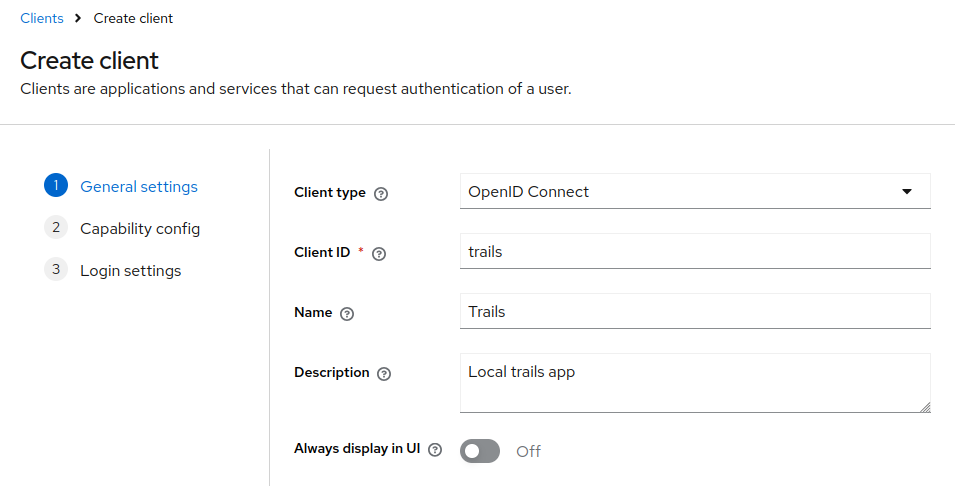 Clients > Create client
Create client
Clients are applications and services that can request authentication of a user.
1 General settings
2 Capability config
3 Login settings
Client type ? OpenID Connect
Client ID * ? trails
Name ? Trails
Description ? Local trails app
Always display in UI ? Off